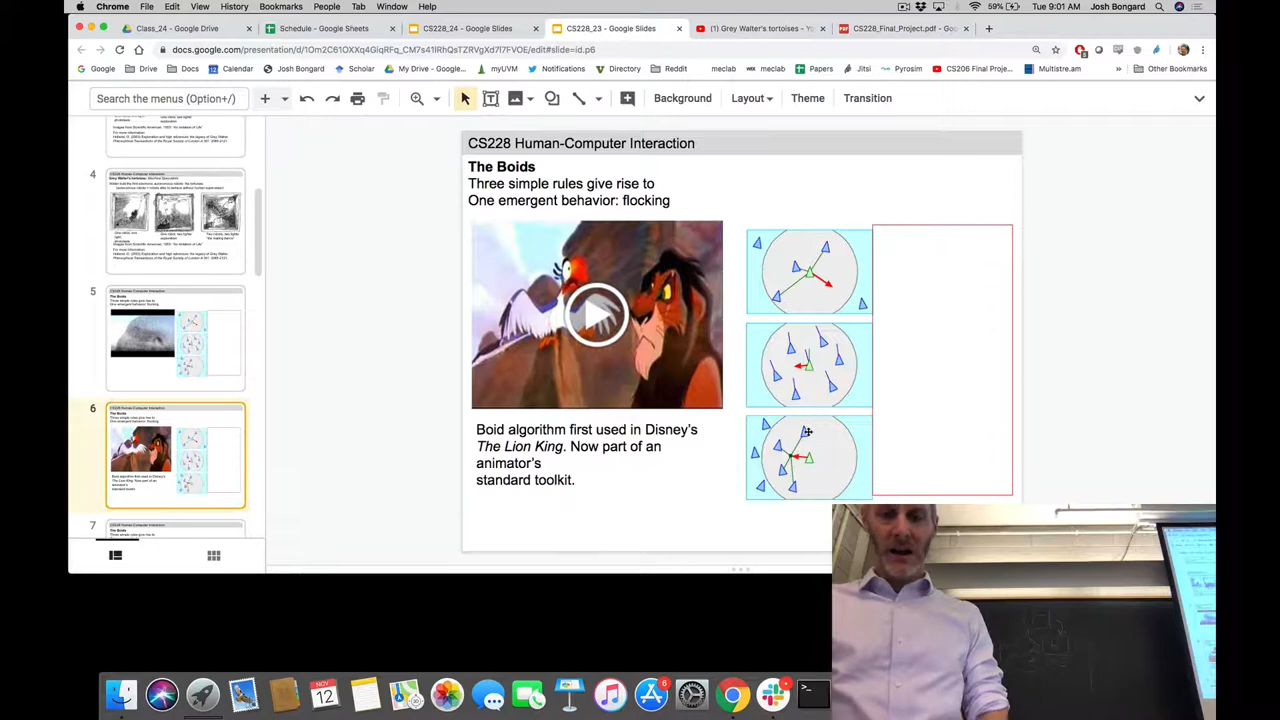 Chrome File Edit View History Bookmarks People Tab Window Help 59% Tue 9:01 AM Josh Bongard
Class_24 - Google Drive Schedule - Google Sheets CS228_24 - Google Slides CS228_23 - Google Slides Grey Walter's tortoises - CS228_Final_Project.pdf - Goo
docs.google.com/presentation/d/1Om2C61OXX4GlqRFq_CM7s41RhQsTZRVgXd7l7FVOE/edit#slide=id.p6
Google Drive Docs Calendar Josh Bongard Scholar My Drive - Google... myUVM Notifications Directory Reddit meclab meclab Papers Jitsi Pyrosim CS206 Final Proje... Multistre.am » Other Bookmarks
Search the menus (Option+/) Background Layout Theme Transition
4
5
6
7
CS228 Human-Computer Interaction
The Boids
Three simple rules give rise to
One emergent behavior: flocking
Boid algorithm first used in Disney's
The Lion King. Now part of an
animator's
standard toolkit.
NOV
12
6